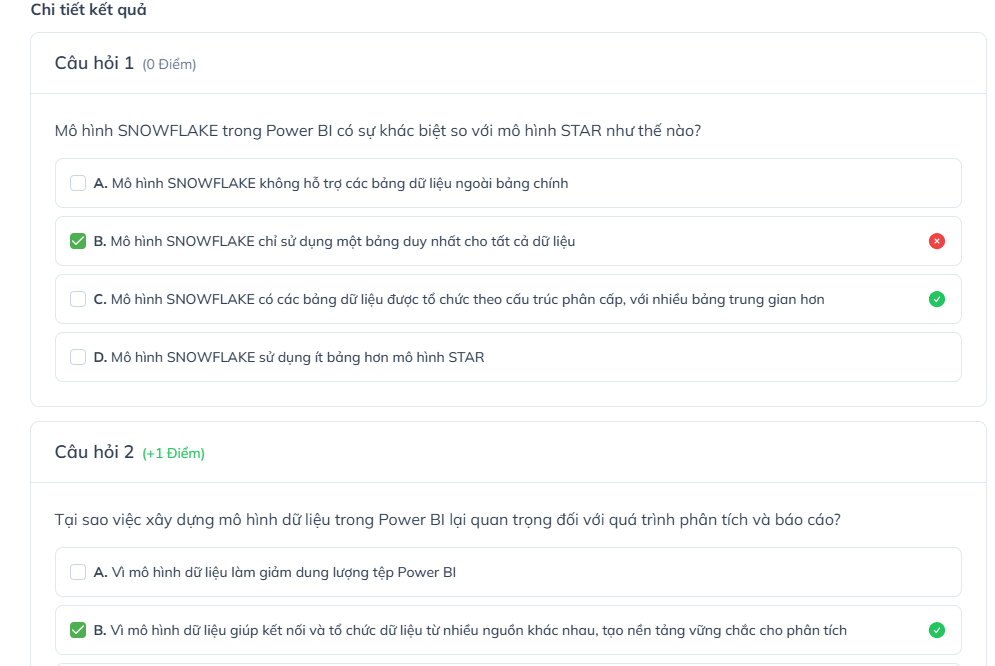 Chi tiết kết quả
Câu hỏi 1 (0 Điểm)
Mô hình SNOWFLAKE trong Power BI có sự khác biệt so với mô hình STAR như thế nào?
A. Mô hình SNOWFLAKE không hỗ trợ các bảng dữ liệu ngoài bảng chính
B. Mô hình SNOWFLAKE chỉ sử dụng một bảng duy nhất cho tất cả dữ liệu
C. Mô hình SNOWFLAKE có các bảng dữ liệu được tổ chức theo cấu trúc phân cấp, với nhiều bảng trung gian hơn
D. Mô hình SNOWFLAKE sử dụng ít bảng hơn mô hình STAR
Câu hỏi 2 (+1 Điểm)
Tại sao việc xây dựng mô hình dữ liệu trong Power BI lại quan trọng đối với quá trình phân tích và báo cáo?
A. Vì mô hình dữ liệu làm giảm dung lượng tệp Power BI
B. Vì mô hình dữ liệu giúp kết nối và tổ chức dữ liệu từ nhiều nguồn khác nhau, tạo nền tảng vững chắc cho phân tích